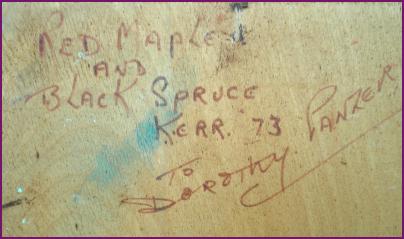 RED MAPLE
AND
BLACK SPRUCE
KERR. 73
TO
DOROTHY PANZER